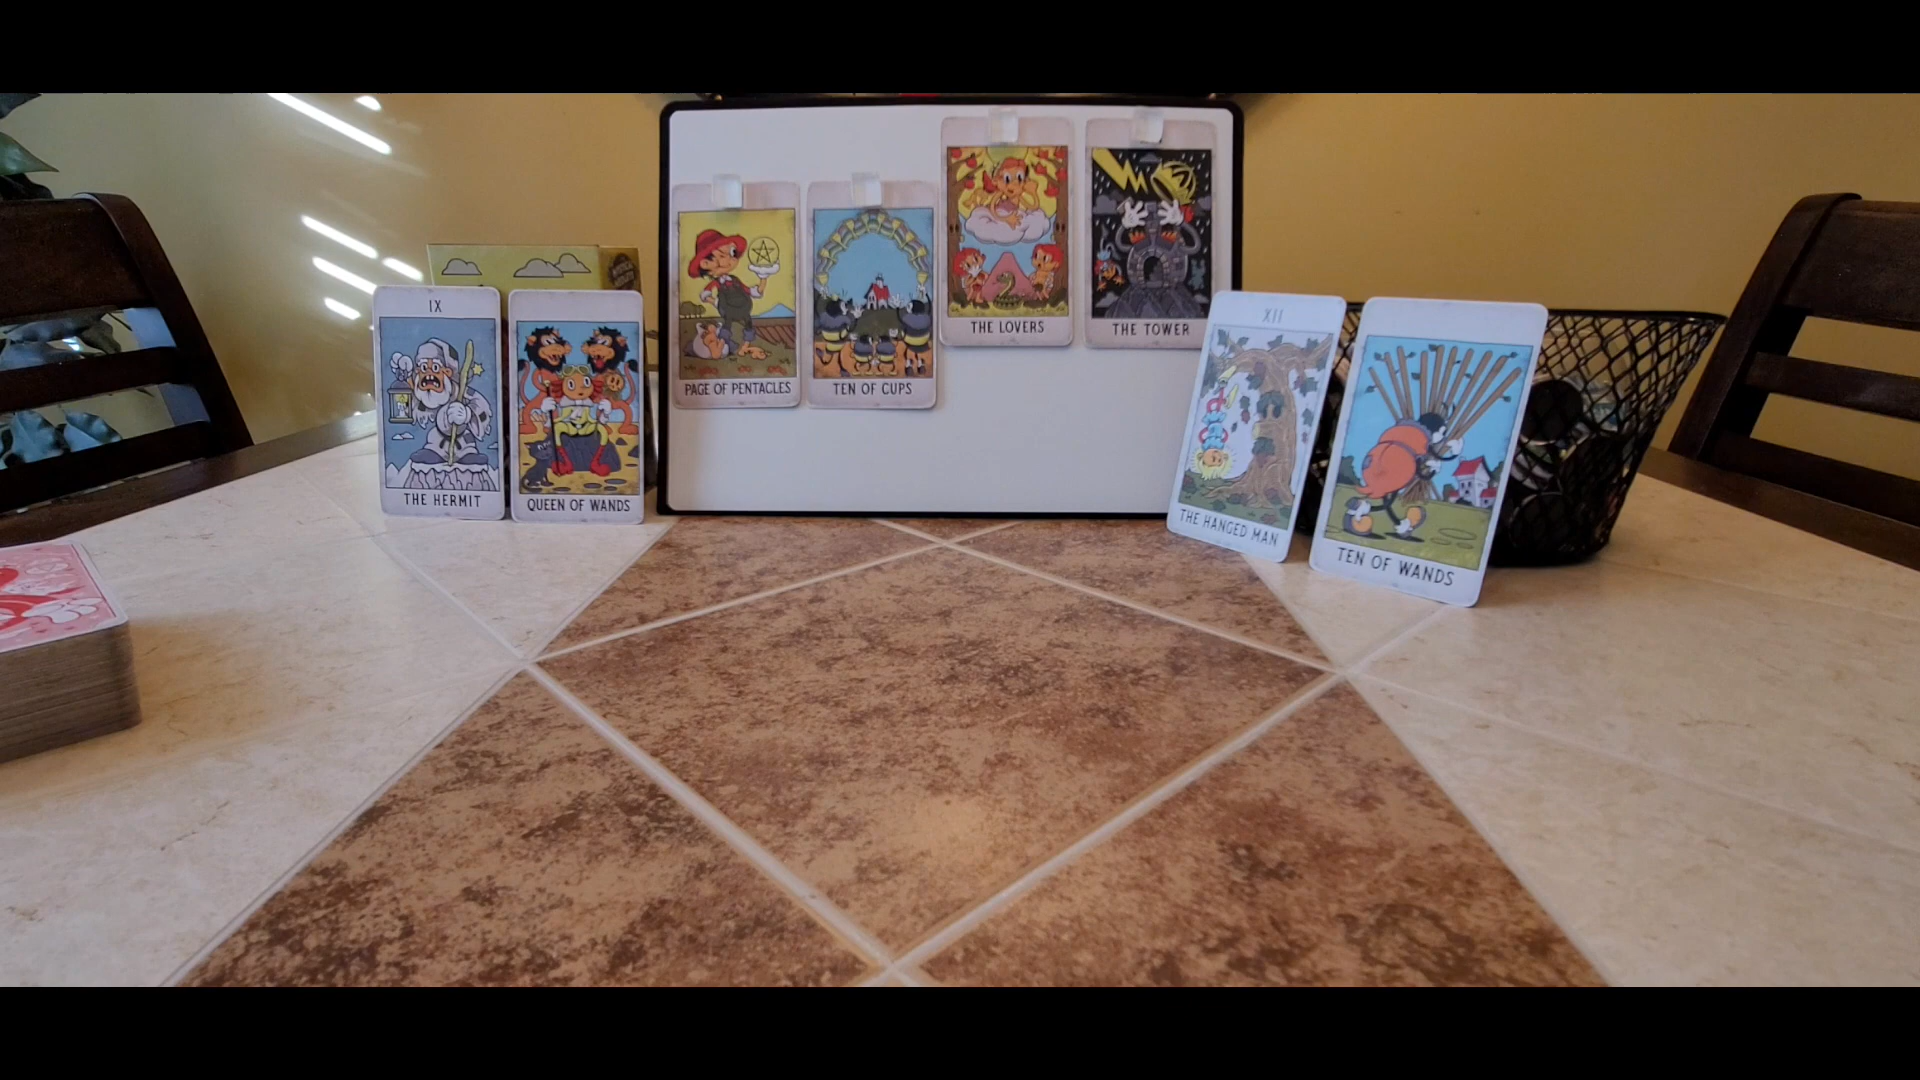 IX
THE HERMIT
QUEEN OF WANDS
PAGE OF PENTACLES
TEN OF CUPS
THE LOVERS
THE TOWER
XII
THE HANGED MAN
TEN OF WANDS